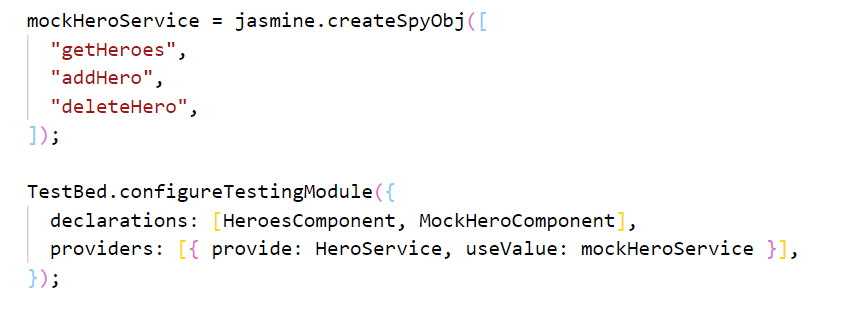 mockHeroService = jasmine.createSpyObj([
  "getHeroes",
  "addHero",
  "deleteHero",
]);

TestBed.configureTestingModule({
  declarations: [HeroesComponent, MockHeroComponent],
  providers: [{ provide: HeroService, useValue: mockHeroService }],
});